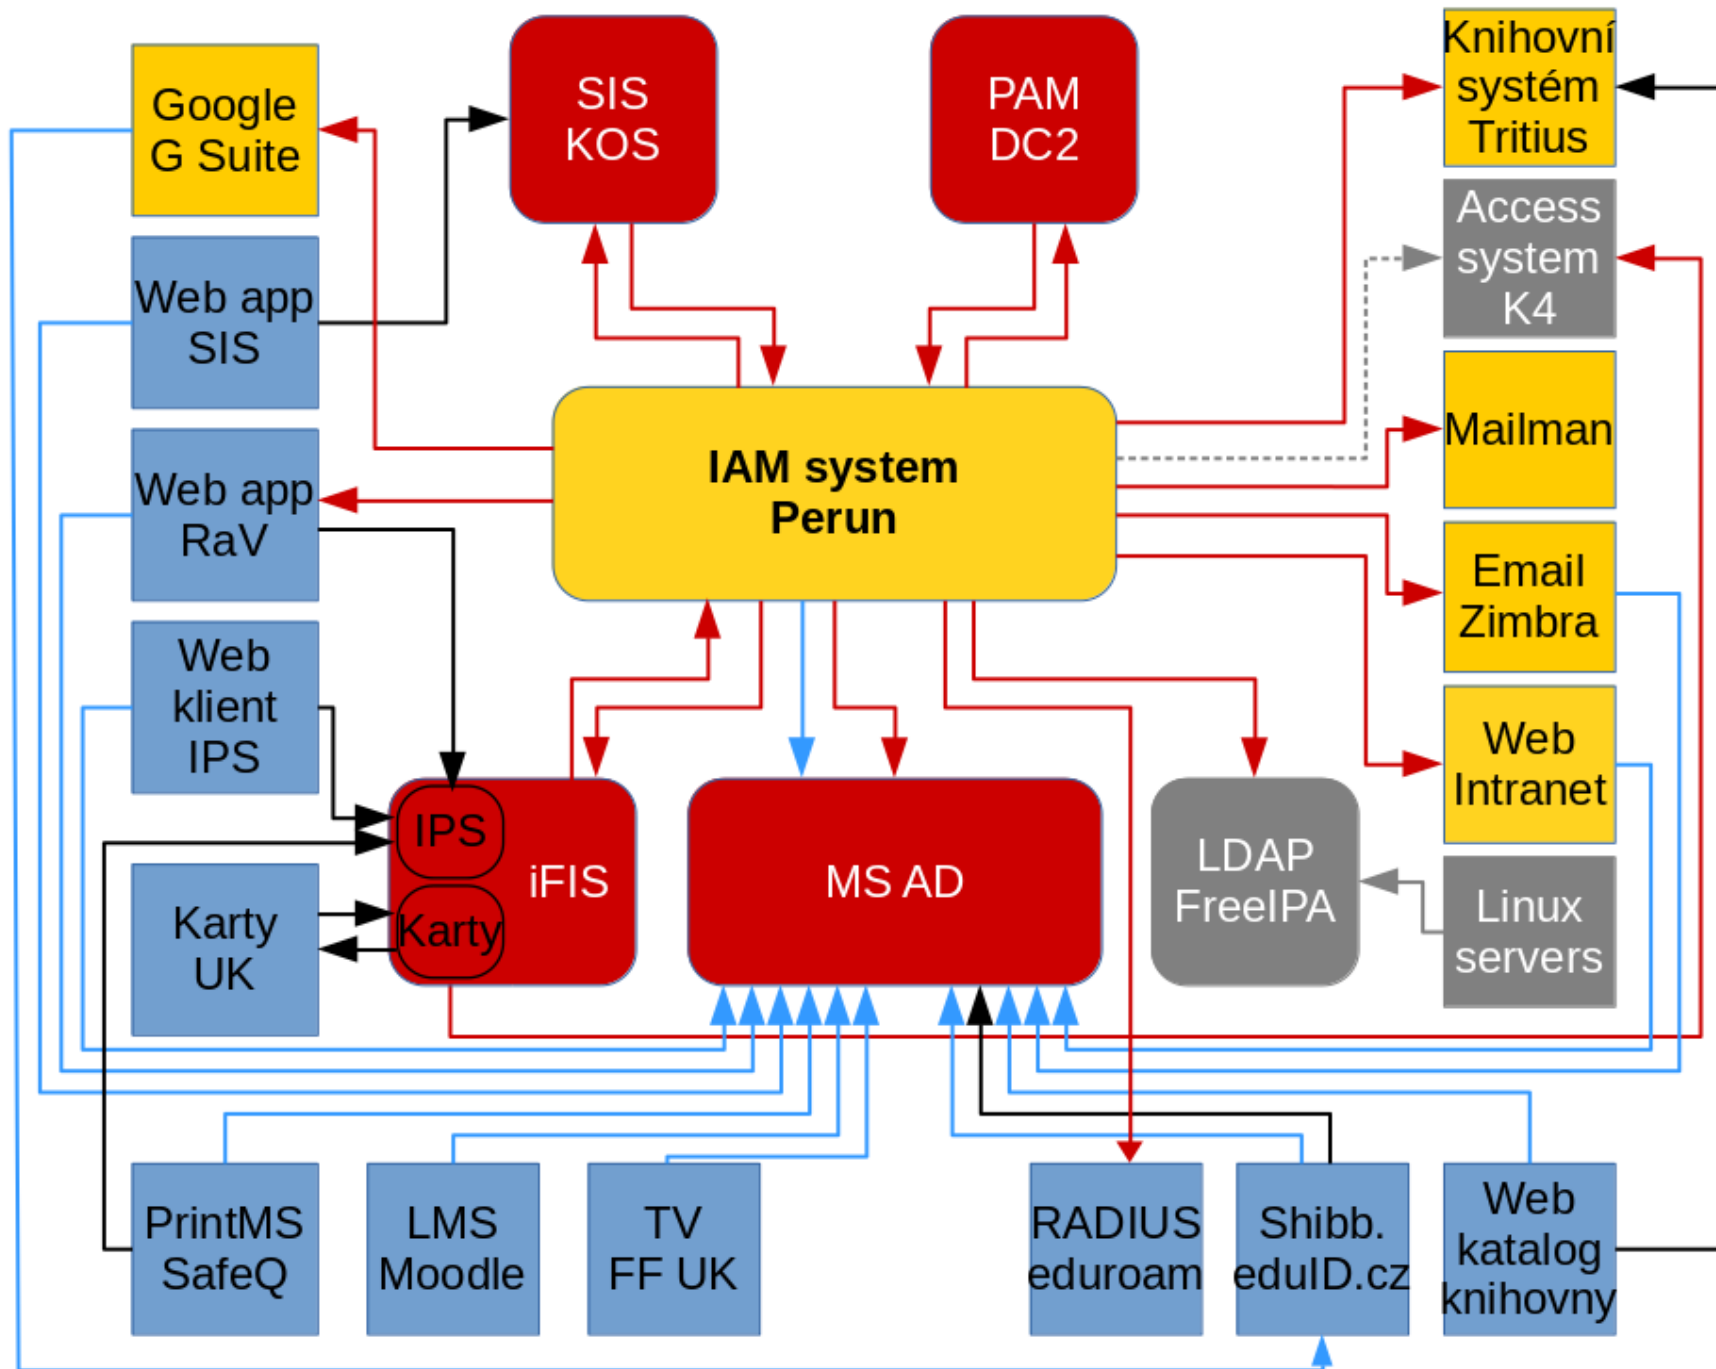 Google
G Suite
SIS
KOS
PAM
DC2
Knihovní
systém
Tritius
Web app
SIS
Access
system
K4
Web app
RaV
IAM system
Perun
Mailman
Web
klient
IPS
Email
Zimbra
Web
Intranet
IPS
iFIS
Karty
MS AD
LDAP
FreeIPA
Karty
UK
Linux
servers
PrintMS
SafeQ
LMS
Moodle
TV
FF UK
RADIUS
eduroam
Shibb.
eduID.cz
Web
katalog
knihovny